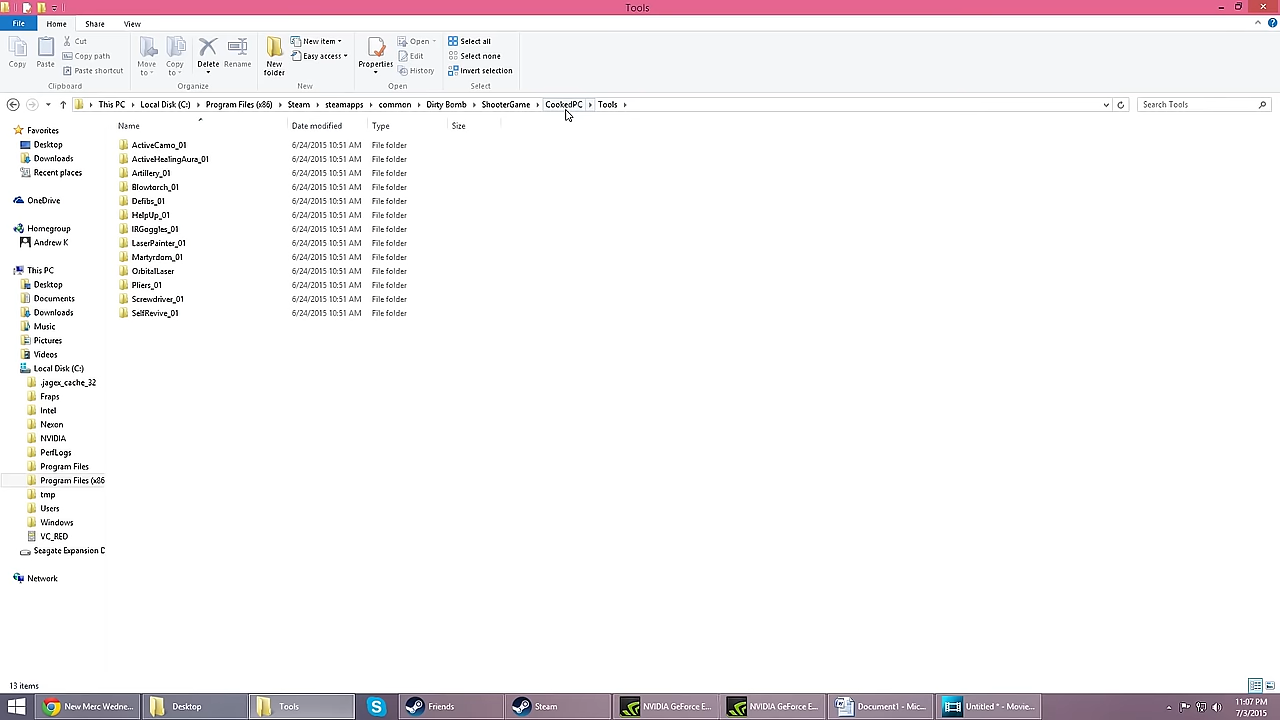 Tools
File Home Share View
Copy
Paste
Cut
Copy path
Paste shortcut
Clipboard
Move to
Copy to
Delete
Rename
Organize
New folder
New item
Easy access
New
Properties
Open
Edit
History
Open
Select all
Select none
Invert selection
Select
This PC Local Disk (C:) Program Files (x86) Steam steamapps common Dirty Bomb ShooterGame CookedPC Tools
Search Tools
Name Date modified Type Size
ActiveCamo_01 6/24/2015 10:51 AM File folder
ActiveHealingAura_01 6/24/2015 10:51 AM File folder
Artillery_01 6/24/2015 10:51 AM File folder
Blowtorch_01 6/24/2015 10:51 AM File folder
Defibs_01 6/24/2015 10:51 AM File folder
HelpUp_01 6/24/2015 10:51 AM File folder
IRGoggles_01 6/24/2015 10:51 AM File folder
LaserPainter_01 6/24/2015 10:51 AM File folder
Martyrdom_01 6/24/2015 10:51 AM File folder
OrbitalLaser 6/24/2015 10:51 AM File folder
Pliers_01 6/24/2015 10:51 AM File folder
Screwdriver_01 6/24/2015 10:51 AM File folder
SelfRevive_01 6/24/2015 10:51 AM File folder
Favorites
Desktop
Downloads
Recent places
OneDrive
Homegroup
Andrew K
This PC
Desktop
Documents
Downloads
Music
Pictures
Videos
Local Disk (C:)
.jagex_cache_32
Fraps
Intel
Nexon
NVIDIA
PerfLogs
Program Files
Program Files (x86
tmp
Users
Windows
VC_RED
Seagate Expansion D
Network
13 items
New Merc Wedne... Desktop Tools Friends Steam NVIDIA GeForce E... NVIDIA GeForce E... Document1 - Mic... Untitled * - Movie...
11:07 PM
7/3/2015